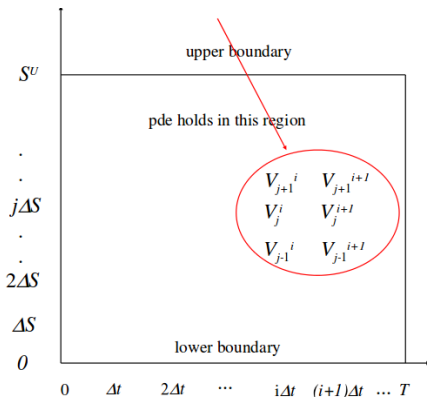 upper boundary
S^U
pde holds in this region
.
V_{j+1}^i V_{j+1}^{i+1}
.
jΔS V_j^i V_j^{i+1}
.
. V_{j-1}^i V_{j-1}^{i+1}
2ΔS
ΔS
lower boundary
0
0 Δt 2Δt ... iΔt (i+1)Δt ... T